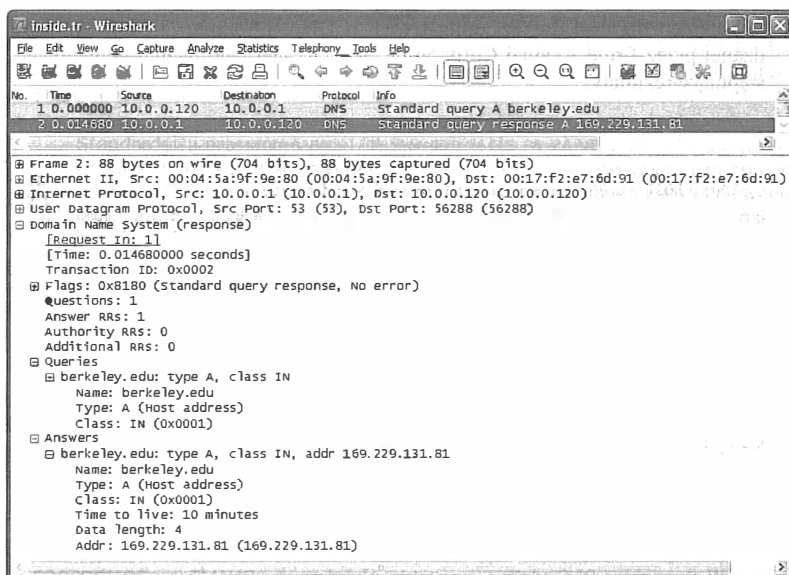 inside.tr - Wireshark
File Edit View Go Capture Analyze Statistics Telephony Tools Help
No. Time Source Destination Protocol Info
1 0.000000 10.0.0.120 10.0.0.1 DNS Standard query A berkeley.edu
2 0.014680 10.0.0.1 10.0.0.120 DNS Standard query response A 169.229.131.81
Frame 2: 88 bytes on wire (704 bits), 88 bytes captured (704 bits)
Ethernet II, Src: 00:04:5a:9f:9e:80 (00:04:5a:9f:9e:80), Dst: 00:17:f2:e7:6d:91 (00:17:f2:e7:6d:91)
Internet Protocol, Src: 10.0.0.1 (10.0.0.1), Dst: 10.0.0.120 (10.0.0.120)
User Datagram Protocol, Src Port: 53 (53), Dst Port: 56288 (56288)
Domain Name System (response)
[Request In: 1]
[Time: 0.014680000 seconds]
Transaction ID: 0x0002
Flags: 0x8180 (Standard query response, No error)
Questions: 1
Answer RRs: 1
Authority RRs: 0
Additional RRs: 0
Queries
berkeley.edu: type A, class IN
Name: berkeley.edu
Type: A (Host address)
Class: IN (0x0001)
Answers
berkeley.edu: type A, class IN, addr 169.229.131.81
Name: berkeley.edu
Type: A (Host address)
Class: IN (0x0001)
Time to live: 10 minutes
Data length: 4
Addr: 169.229.131.81 (169.229.131.81)